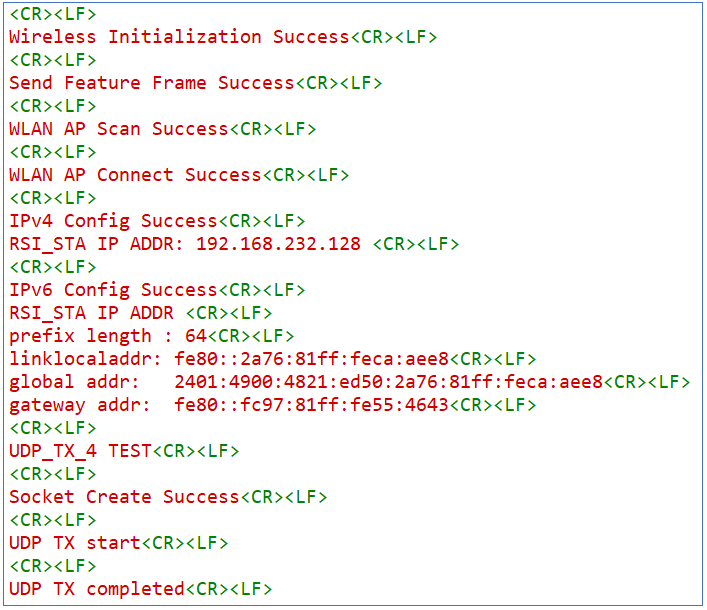 <CR><LF>
Wireless Initialization Success<CR><LF>
<CR><LF>
Send Feature Frame Success<CR><LF>
<CR><LF>
WLAN AP Scan Success<CR><LF>
<CR><LF>
WLAN AP Connect Success<CR><LF>
<CR><LF>
IPv4 Config Success<CR><LF>
RSI_STA IP ADDR: 192.168.232.128 <CR><LF>
<CR><LF>
IPv6 Config Success<CR><LF>
RSI_STA IP ADDR <CR><LF>
prefix length : 64<CR><LF>
linklocaladdr: fe80::2a76:81ff:feca:aee8<CR><LF>
global addr:   2401:4900:4821:ed50:2a76:81ff:feca:aee8<CR><LF>
gateway addr:  fe80::fc97:81ff:fe55:4643<CR><LF>
<CR><LF>
UDP_TX_4 TEST<CR><LF>
<CR><LF>
Socket Create Success<CR><LF>
<CR><LF>
UDP TX start<CR><LF>
<CR><LF>
UDP TX completed<CR><LF>